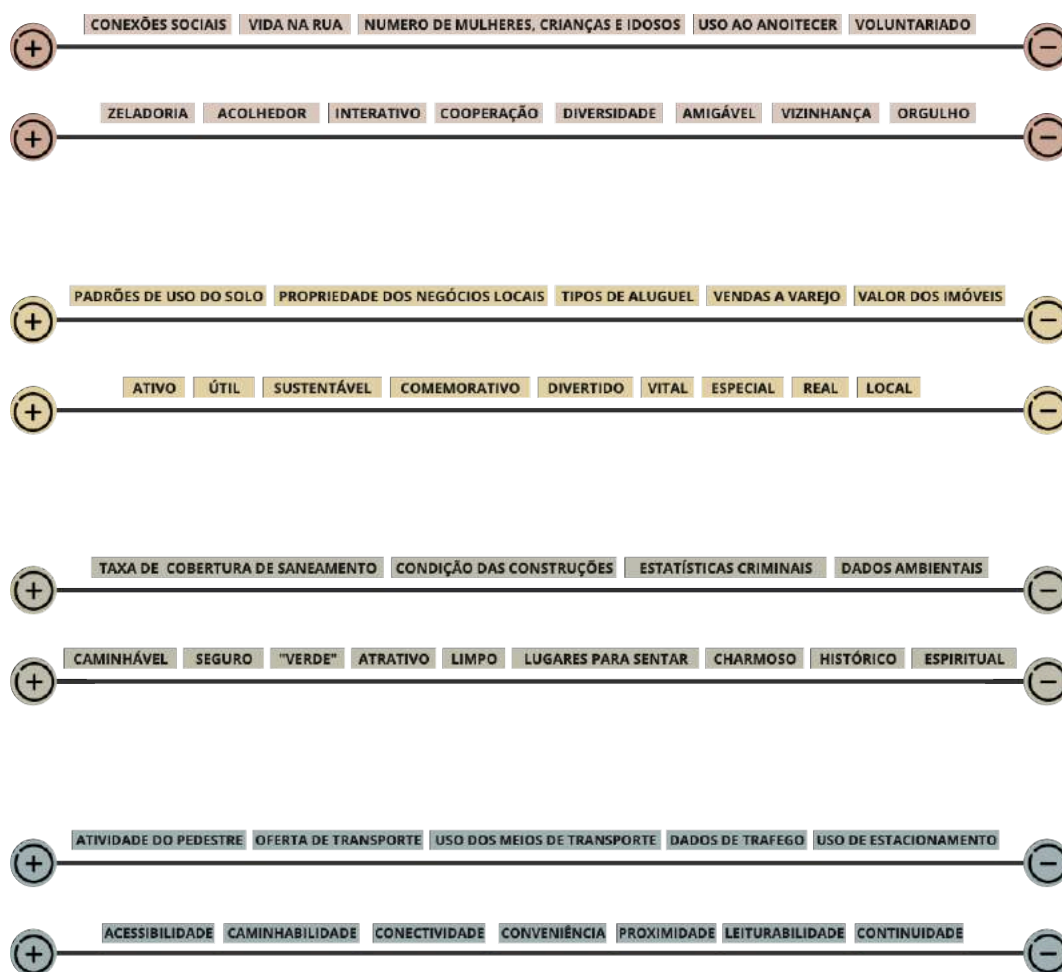 CONEXÕES SOCIAIS VIDA NA RUA NUMERO DE MULHERES, CRIANÇAS E IDOSOS USO AO ANOITECER VOLUNTARIADO
ZELADORIA ACOLHEDOR INTERATIVO COOPERAÇÃO DIVERSIDADE AMIGÁVEL VIZINHANÇA ORGULHO
PADRÕES DE USO DO SOLO PROPRIEDADE DOS NEGÓCIOS LOCAIS TIPOS DE ALUGUEL VENDAS A VAREJO VALOR DOS IMÓVEIS
ATIVO ÚTIL SUSTENTÁVEL COMEMORATIVO DIVERTIDO VITAL ESPECIAL REAL LOCAL
TAXA DE COBERTURA DE SANEAMENTO CONDIÇÃO DAS CONSTRUÇÕES ESTATÍSTICAS CRIMINAIS DADOS AMBIENTAIS
CAMINHÁVEL SEGURO "VERDE" ATRATIVO LIMPO LUGARES PARA SENTAR CHARMOSO HISTÓRICO ESPIRITUAL
ATIVIDADE DO PEDESTRE OFERTA DE TRANSPORTE USO DOS MEIOS DE TRANSPORTE DADOS DE TRAFEGO USO DE ESTACIONAMENTO
ACESSIBILIDADE CAMINHABILIDADE CONECTIVIDADE CONVENIÊNCIA PROXIMIDADE LEITURABILIDADE CONTINUIDADE